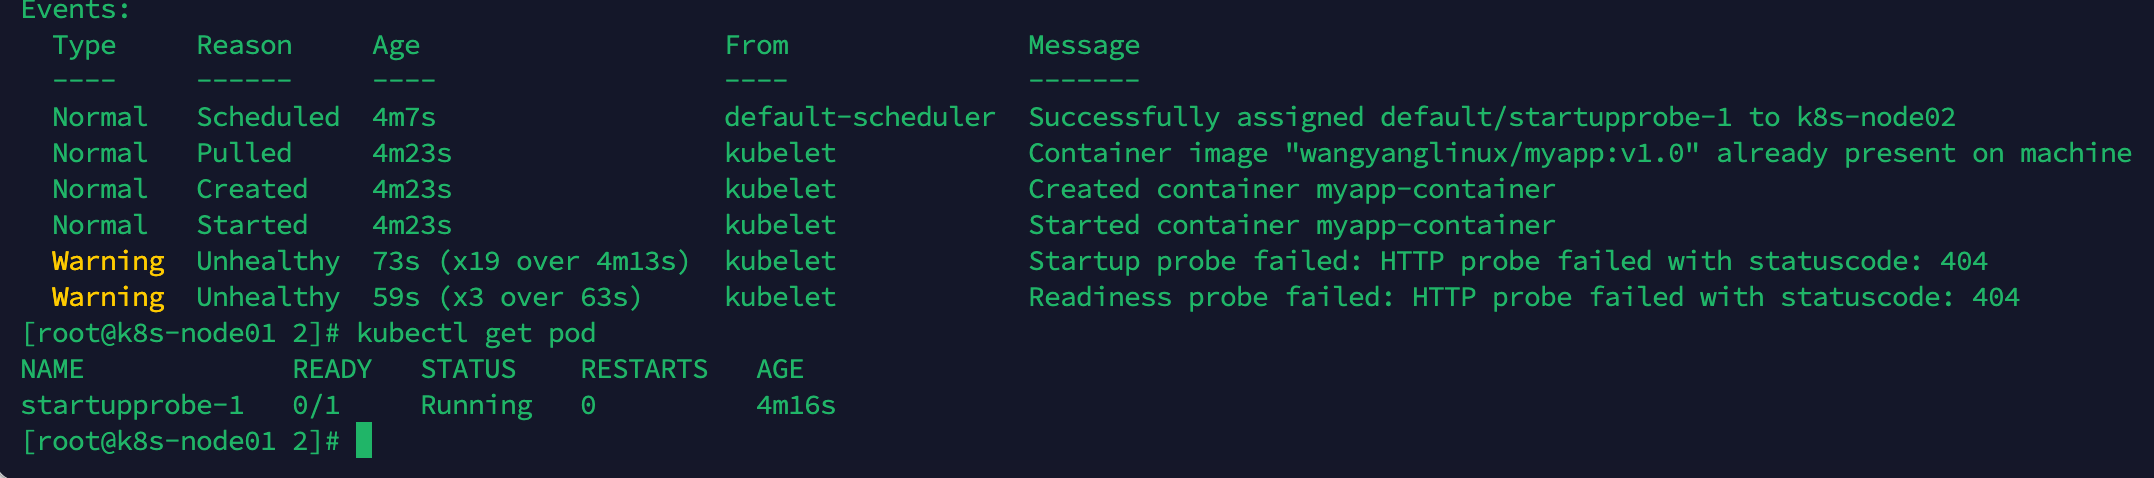 Events:
  Type     Reason     Age                   From               Message
  ----     ------     ----                  ----               -------
  Normal   Scheduled  4m7s                  default-scheduler  Successfully assigned default/startupprobe-1 to k8s-node02
  Normal   Pulled     4m23s                 kubelet            Container image "wangyanglinux/myapp:v1.0" already present on machine
  Normal   Created    4m23s                 kubelet            Created container myapp-container
  Normal   Started    4m23s                 kubelet            Started container myapp-container
  Warning  Unhealthy  73s (x19 over 4m13s)  kubelet            Startup probe failed: HTTP probe failed with statuscode: 404
  Warning  Unhealthy  59s (x3 over 63s)     kubelet            Readiness probe failed: HTTP probe failed with statuscode: 404
[root@k8s-node01 2]# kubectl get pod
NAME             READY   STATUS    RESTARTS   AGE
startupprobe-1   0/1     Running   0          4m16s
[root@k8s-node01 2]#